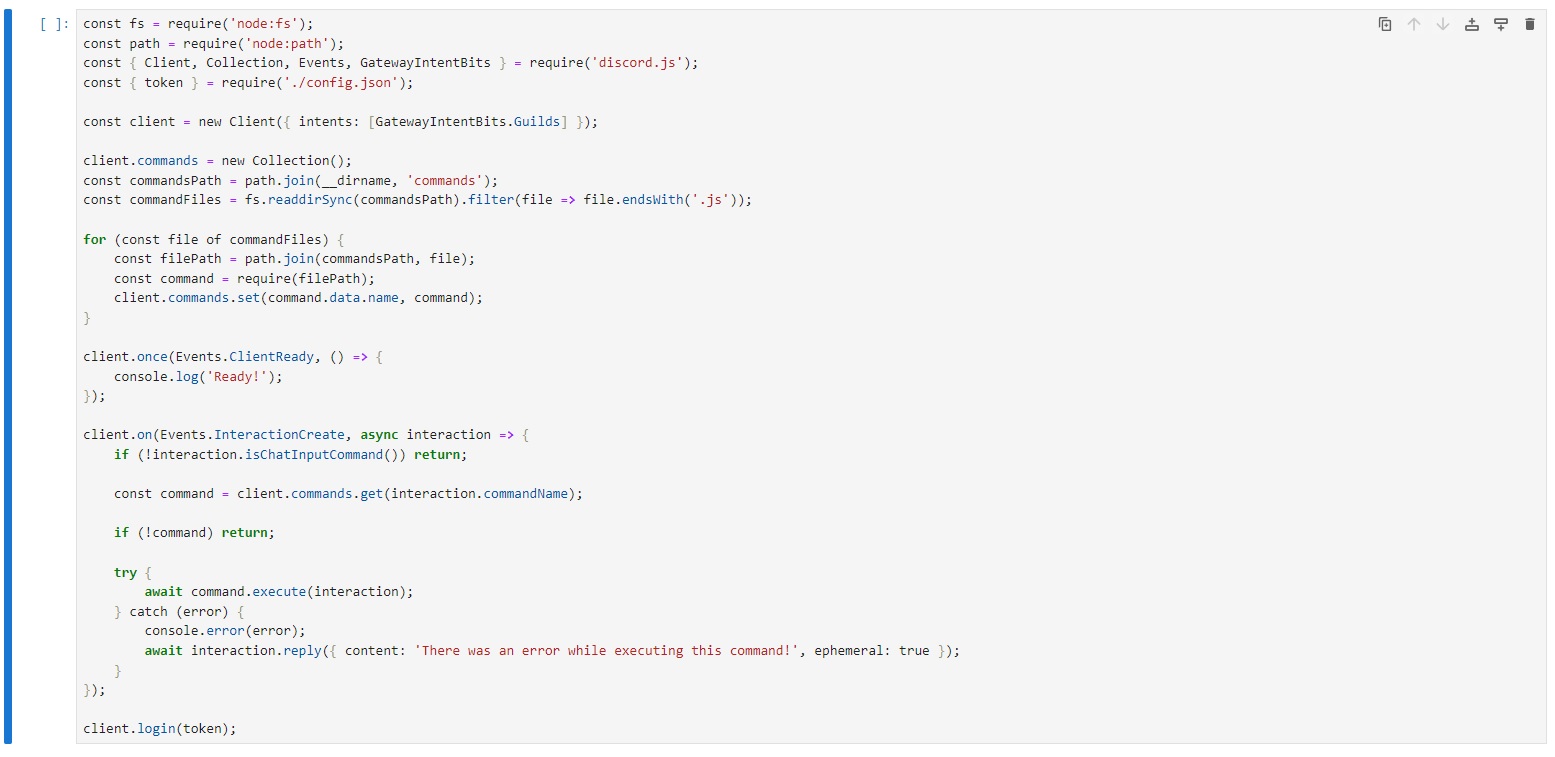 [ ]:
const fs = require('node:fs');
const path = require('node:path');
const { Client, Collection, Events, GatewayIntentBits } = require('discord.js');
const { token } = require('./config.json');

const client = new Client({ intents: [GatewayIntentBits.Guilds] });

client.commands = new Collection();
const commandsPath = path.join(__dirname, 'commands');
const commandFiles = fs.readdirSync(commandsPath).filter(file => file.endsWith('.js'));

for (const file of commandFiles) {
    const filePath = path.join(commandsPath, file);
    const command = require(filePath);
    client.commands.set(command.data.name, command);
}

client.once(Events.ClientReady, () => {
    console.log('Ready!');
});

client.on(Events.InteractionCreate, async interaction => {
    if (!interaction.isChatInputCommand()) return;

    const command = client.commands.get(interaction.commandName);

    if (!command) return;

    try {
        await command.execute(interaction);
    } catch (error) {
        console.error(error);
        await interaction.reply({ content: 'There was an error while executing this command!', ephemeral: true });
    }
});

client.login(token);